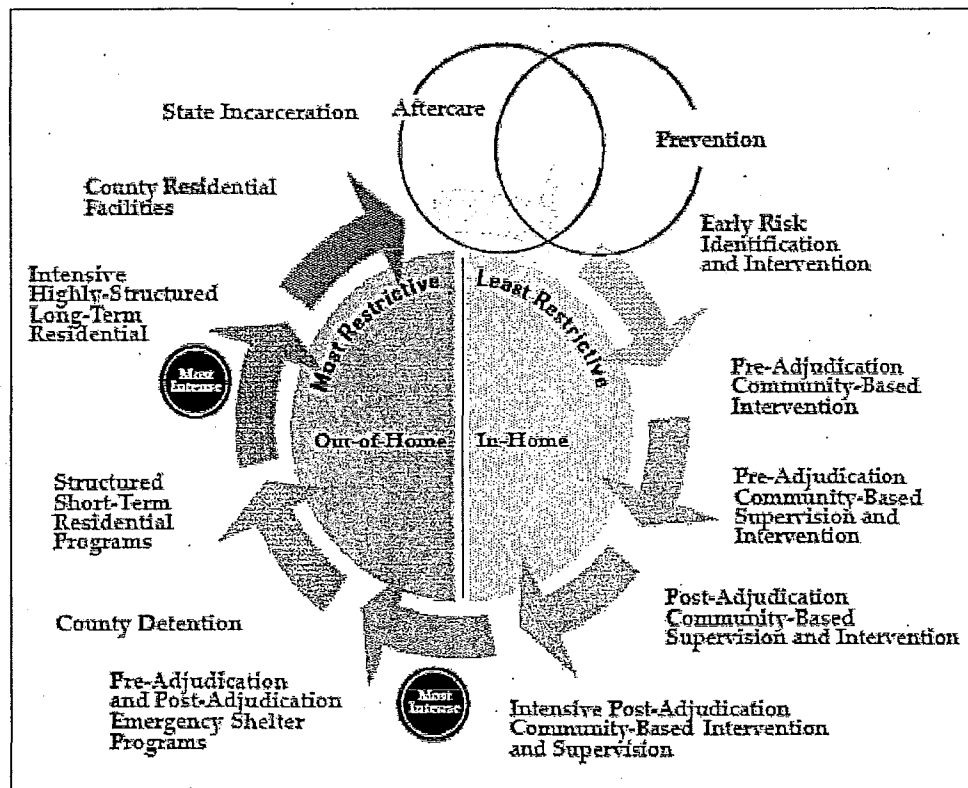 Aftercare
Prevention
Early Risk
Identification
and Intervention
Pre-Adjudication
Community-Based
Intervention
Pre-Adjudication
Community-Based
Supervision and
Intervention
Post-Adjudication
Community-Based
Supervision and Intervention
Intensive Post-Adjudication
Community-Based Intervention
and Supervision
Most
Intense
Pre-Adjudication
and Post-Adjudication
Emergency Shelter
Programs
County Detention
Structured
Short-Term
Residential
Programs
Most
Intense
Intensive
Highly-Structured
Long-Term
Residential
County Residential
Facilities
State Incarceration
Most Restrictive
Least Restrictive
Out-of-Home
In-Home